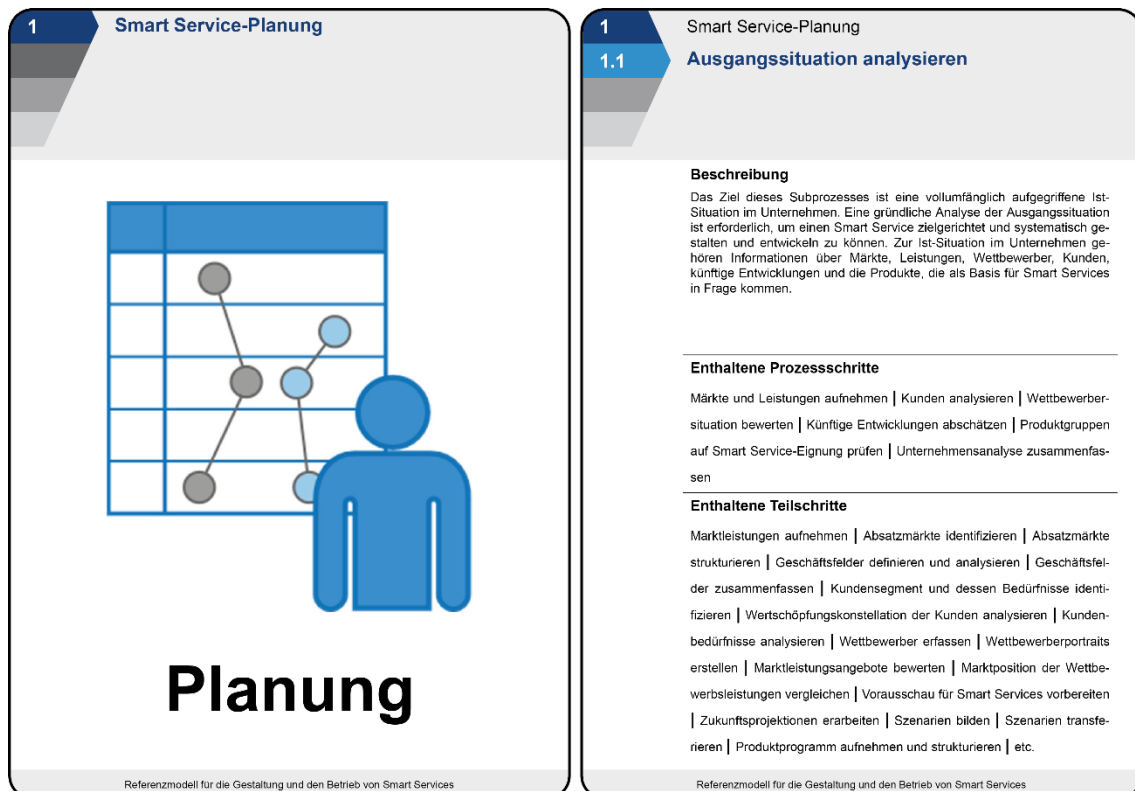 1
Smart Service-Planung
Planung
Referenzmodell für die Gestaltung und den Betrieb von Smart Services
1
Smart Service-Planung
1.1
Ausgangssituation analysieren
Beschreibung
Das Ziel dieses Subprozesses ist eine vollumfänglich aufgegriffene Ist-
Situation im Unternehmen. Eine gründliche Analyse der Ausgangssituation
ist erforderlich, um einen Smart Service zielgerichtet und systematisch ge-
stalten und entwickeln zu können. Zur Ist-Situation im Unternehmen ge-
hören Informationen über Märkte, Leistungen, Wettbewerber, Kunden,
künftige Entwicklungen und die Produkte, die als Basis für Smart Services
in Frage kommen.
Enthaltene Prozessschritte
Märkte und Leistungen aufnehmen | Kunden analysieren | Wettbewerber-
situation bewerten | Künftige Entwicklungen abschätzen | Produktgruppen
auf Smart Service-Eignung prüfen | Unternehmensanalyse zusammenfas-
sen
Enthaltene Teilschritte
Marktleistungen aufnehmen | Absatzmärkte identifizieren | Absatzmärkte
strukturieren | Geschäftsfelder definieren und analysieren | Geschäftsfel-
der zusammenfassen | Kundensegment und dessen Bedürfnisse identi-
fizieren | Wertschöpfungskonstellation der Kunden analysieren | Kunden-
bedürfnisse analysieren | Wettbewerber erfassen | Wettbewerberportraits
erstellen | Marktleistungsangebote bewerten | Marktposition der Wettbe-
werbsleistungen vergleichen | Vorausschau für Smart Services vorbereiten
| Zukunftsprojektionen erarbeiten | Szenarien bilden | Szenarien transfe-
rieren | Produktprogramm aufnehmen und strukturieren | etc.
Referenzmodell für die Gestaltung und den Betrieb von Smart Services